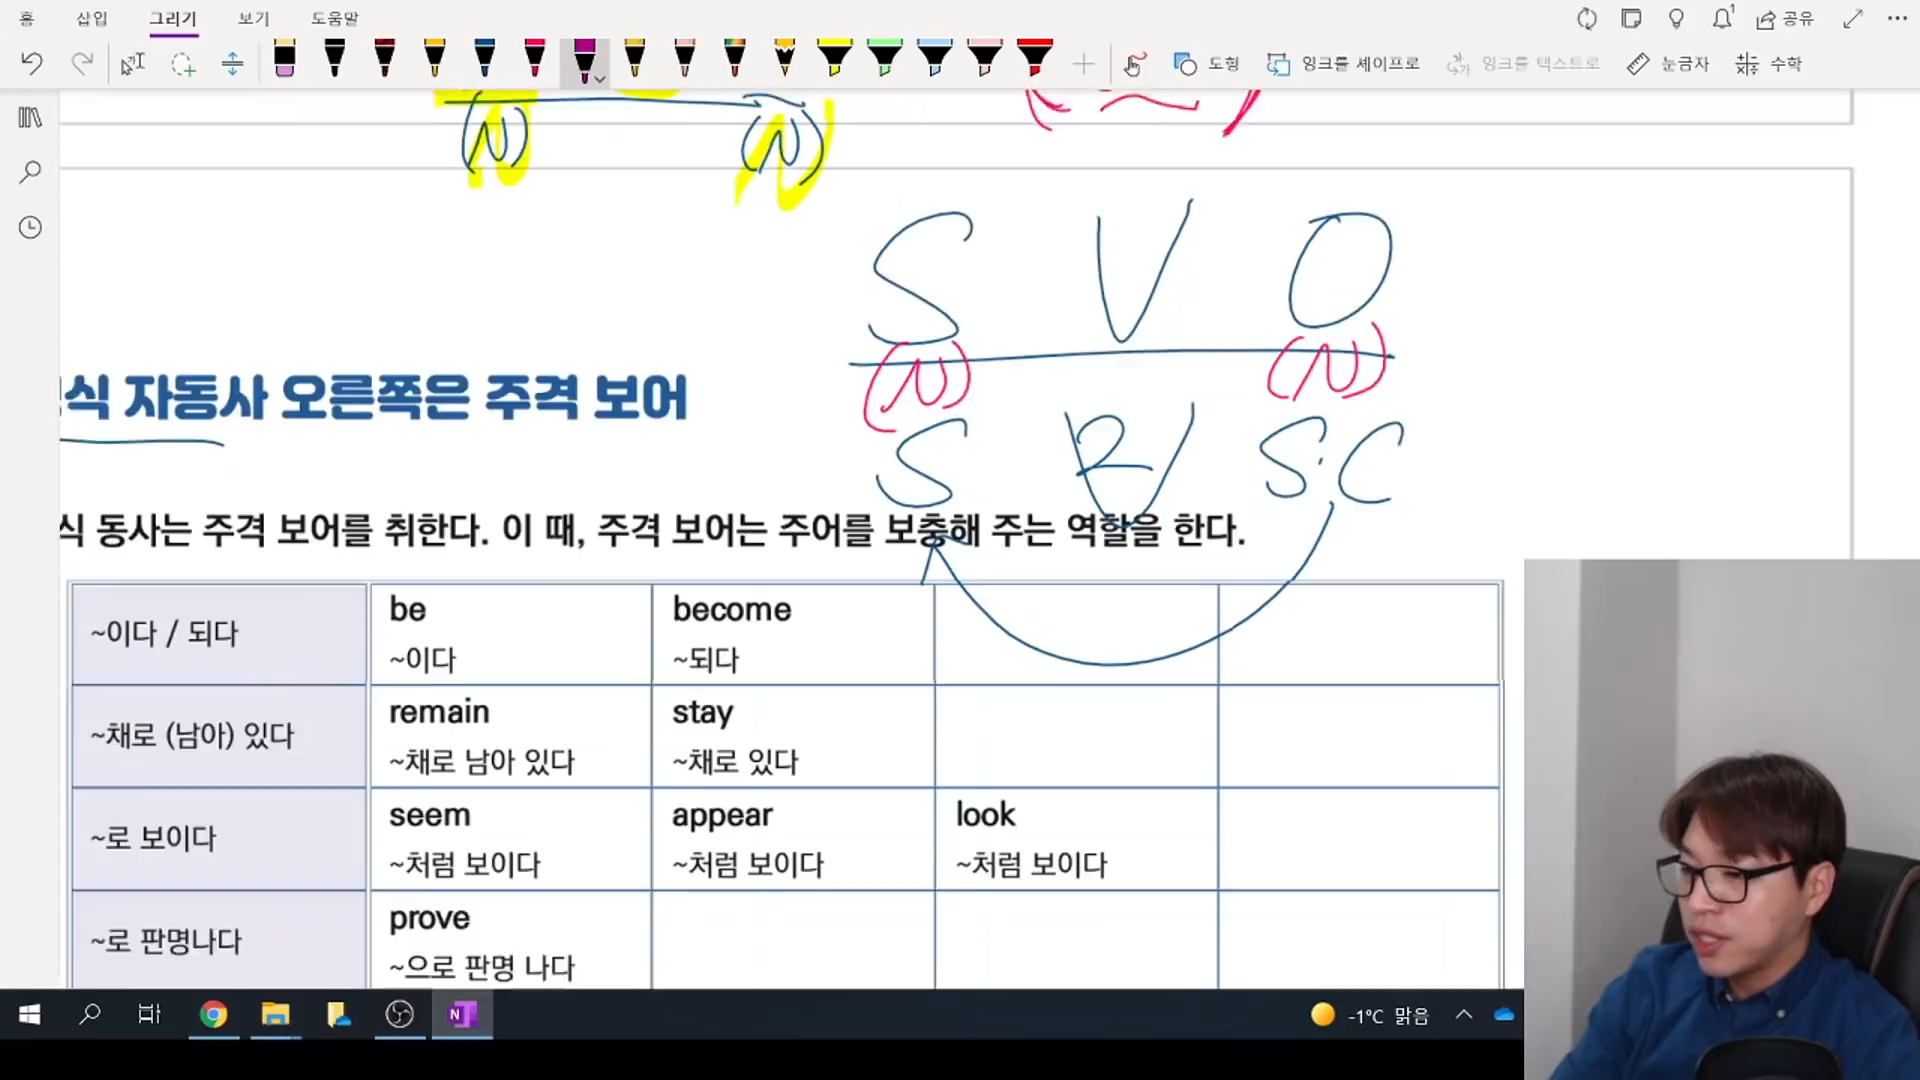 홈 삽입 그리기 보기 도움말 1 공유
도형 잉크를 셰이프로 잉크를 텍스트로 눈금자 수학
(N) (N)
S V O
(N) (N)
식 자동사 오른쪽은 주격 보어
S 2 V S.C
식 동사는 주격 보어를 취한다. 이 때, 주격 보어는 주어를 보충해 주는 역할을 한다.
~이다 / 되다
be
~이다
become
~되다
~채로 (남아) 있다
remain
~채로 남아 있다
stay
~채로 있다
~로 보이다
seem
~처럼 보이다
appear
~처럼 보이다
look
~처럼 보이다
~로 판명나다
prove
~으로 판명 나다
N -1°C 맑음